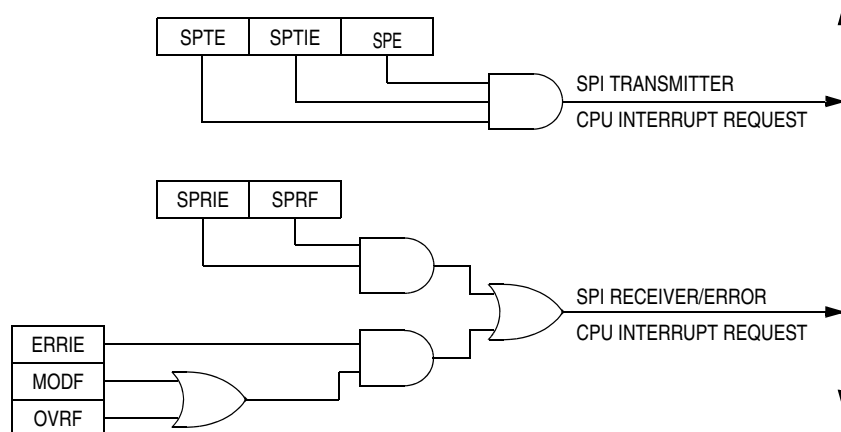 SPTE SPTIE SPE
SPI TRANSMITTER
CPU INTERRUPT REQUEST
SPRIE SPRF
SPI RECEIVER/ERROR
CPU INTERRUPT REQUEST
ERRIE
MODF
OVRF